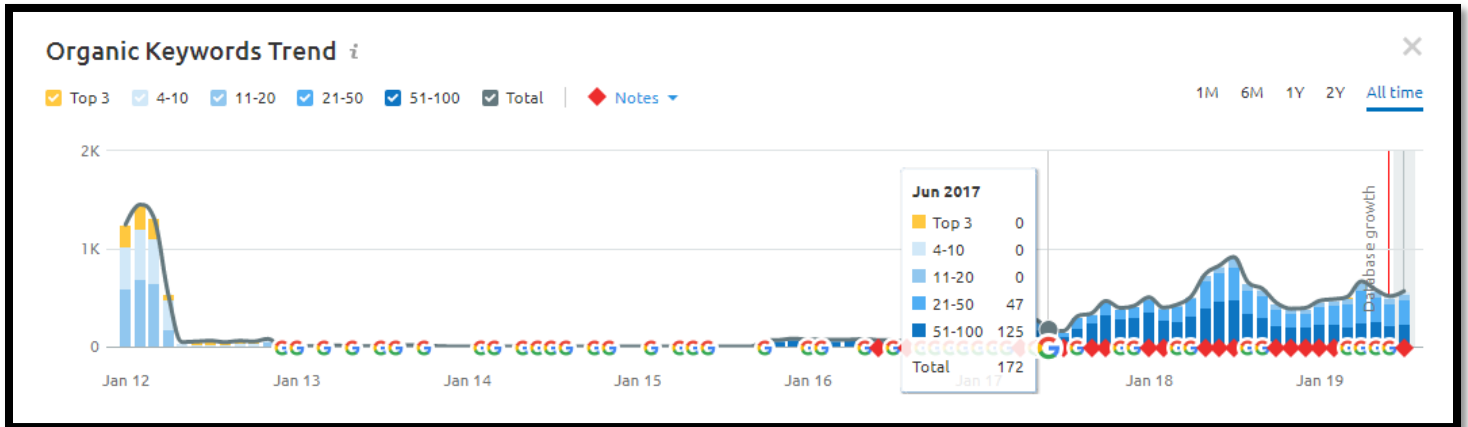 Organic Keywords Trend i
Top 3 4-10 11-20 21-50 51-100 Total Notes 1M 6M 1Y 2Y All time
2K
1K
0
Jun 2017
Top 3 0
4-10 0
11-20 0
21-50 47
51-100 125
Total 172
Database growth
Jan 12 Jan 13 Jan 14 Jan 15 Jan 16 Jan 17 Jan 18 Jan 19